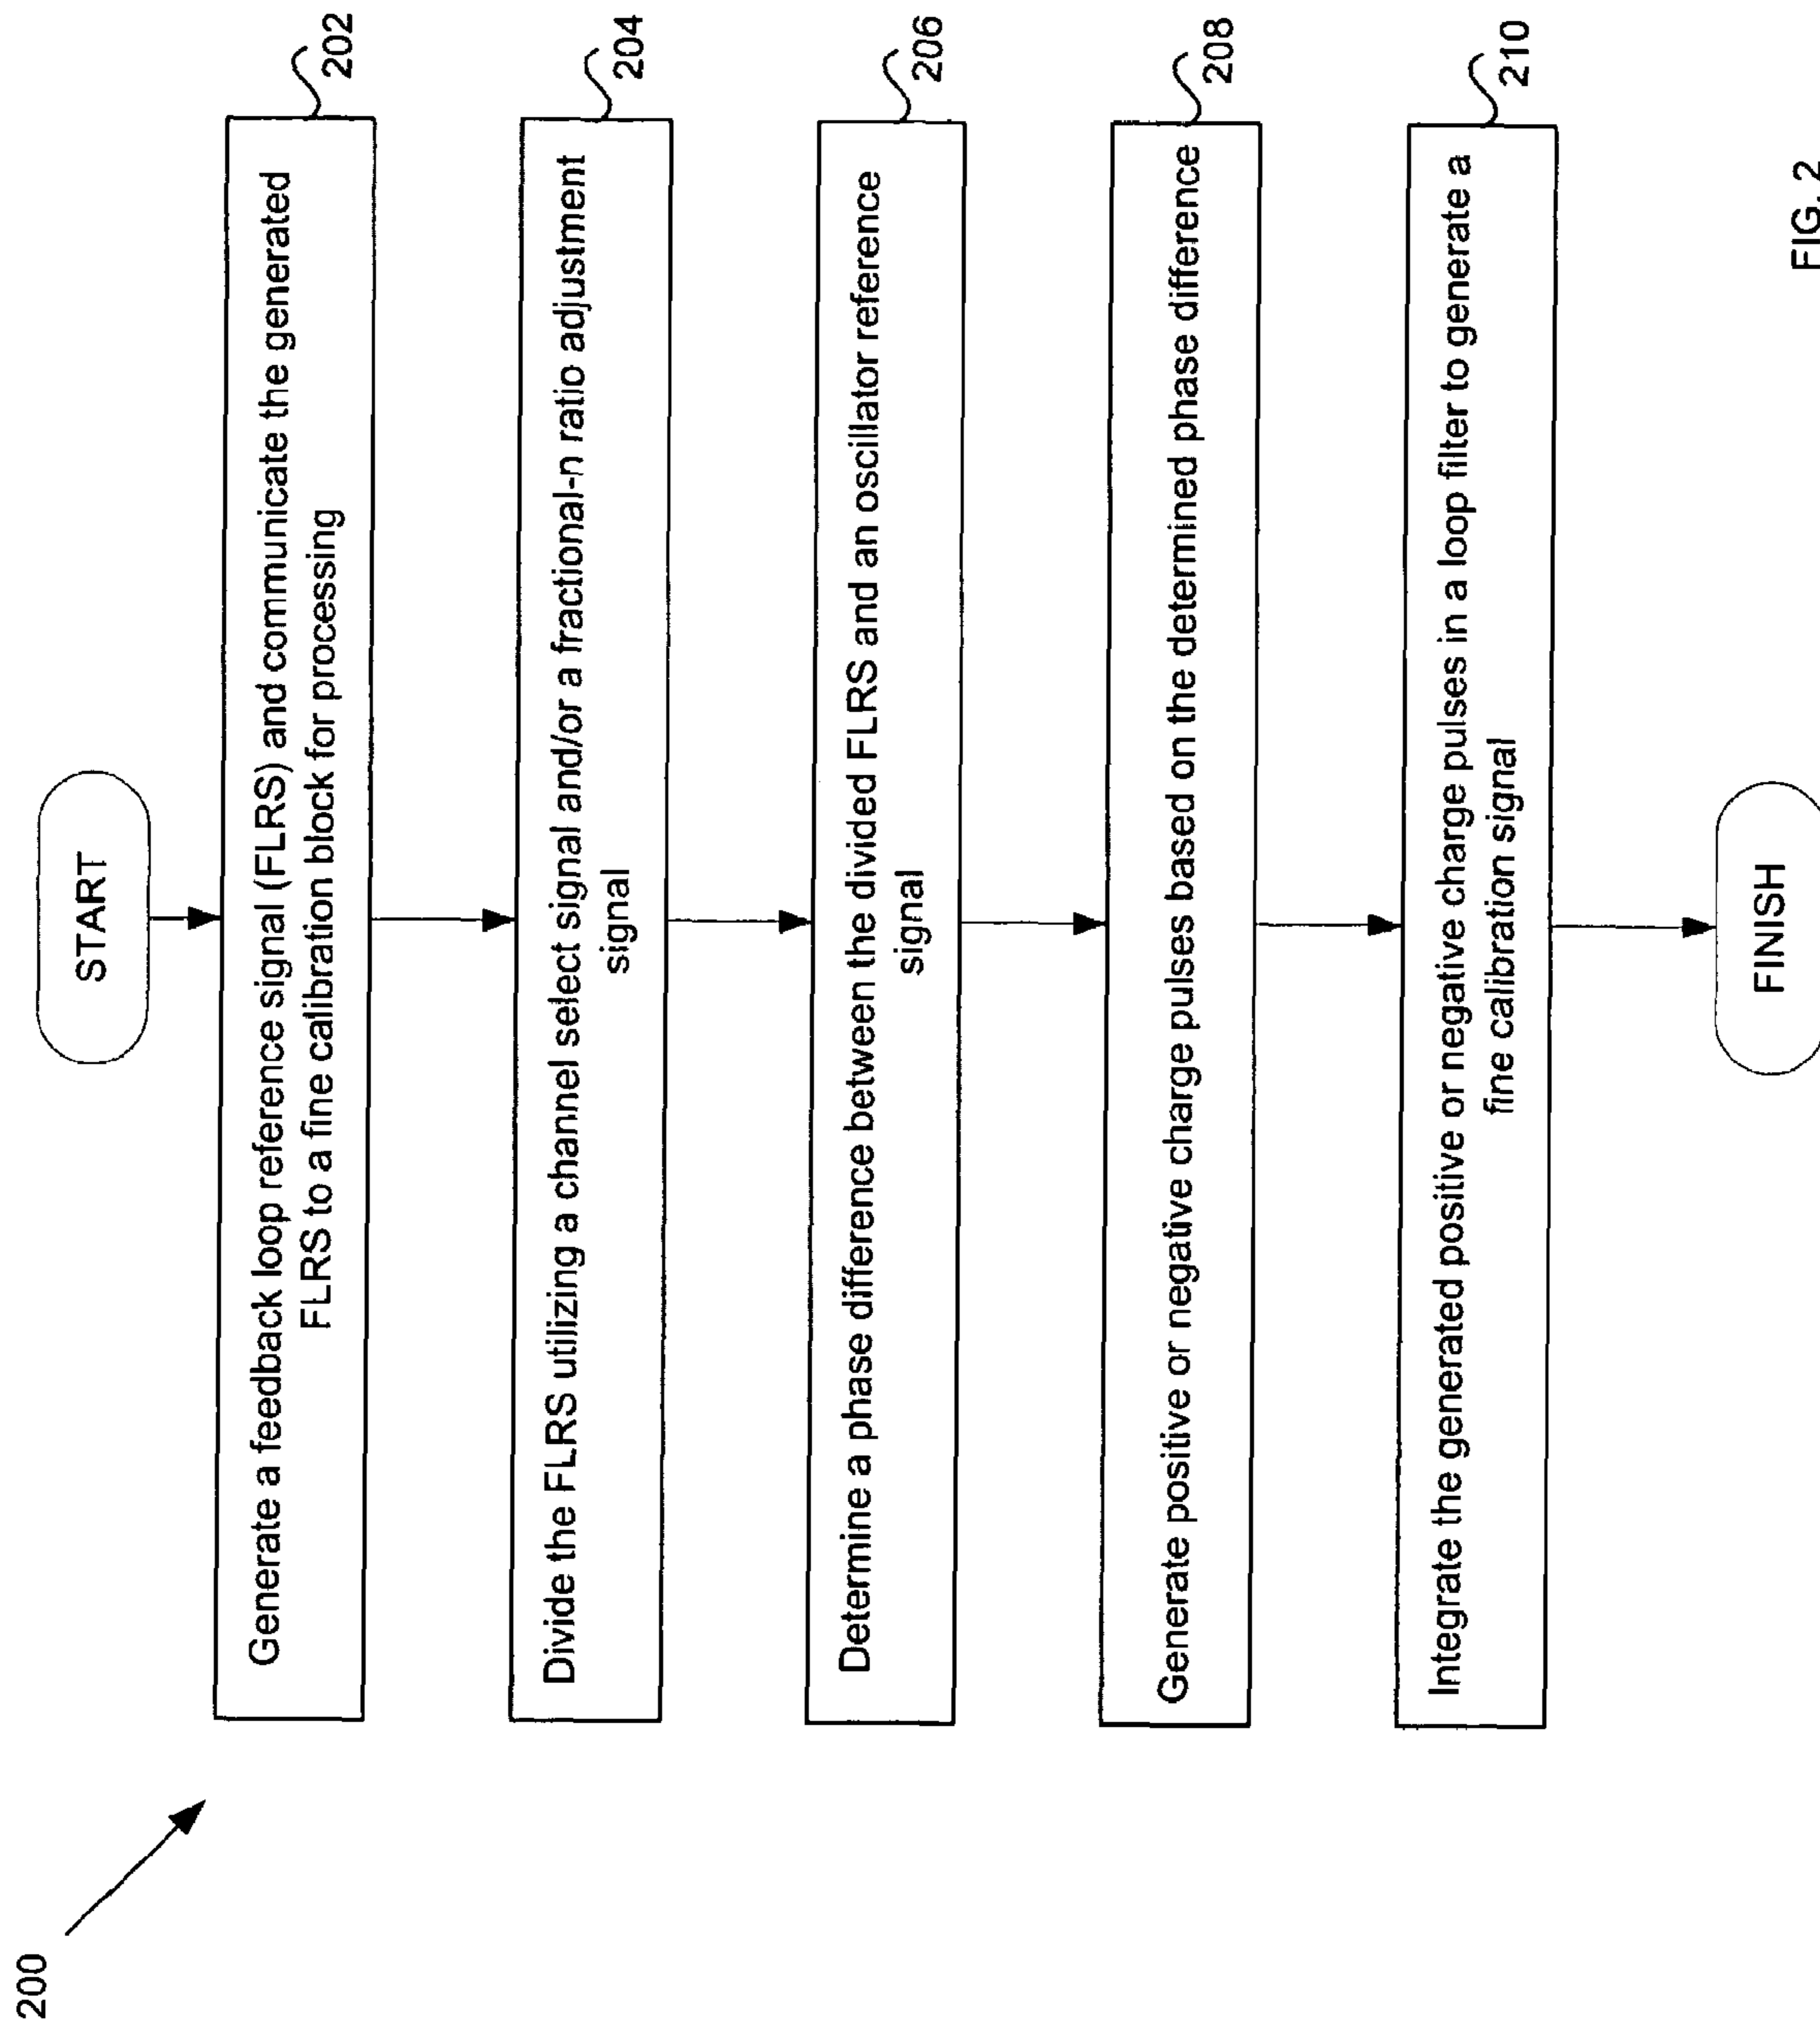 200
START
Generate a feedback loop reference signal (FLRS) and communicate the generated
FLRS to a fine calibration block for processing
202
Divide the FLRS utilizing a channel select signal and/or a fractional-n ratio adjustment
signal
204
Determine a phase difference between the divided FLRS and an oscillator reference
signal
206
Generate positive or negative charge pulses based on the determined phase difference
208
Integrate the generated positive or negative charge pulses in a loop filter to generate a
fine calibration signal
210
FINISH
FIG. 2